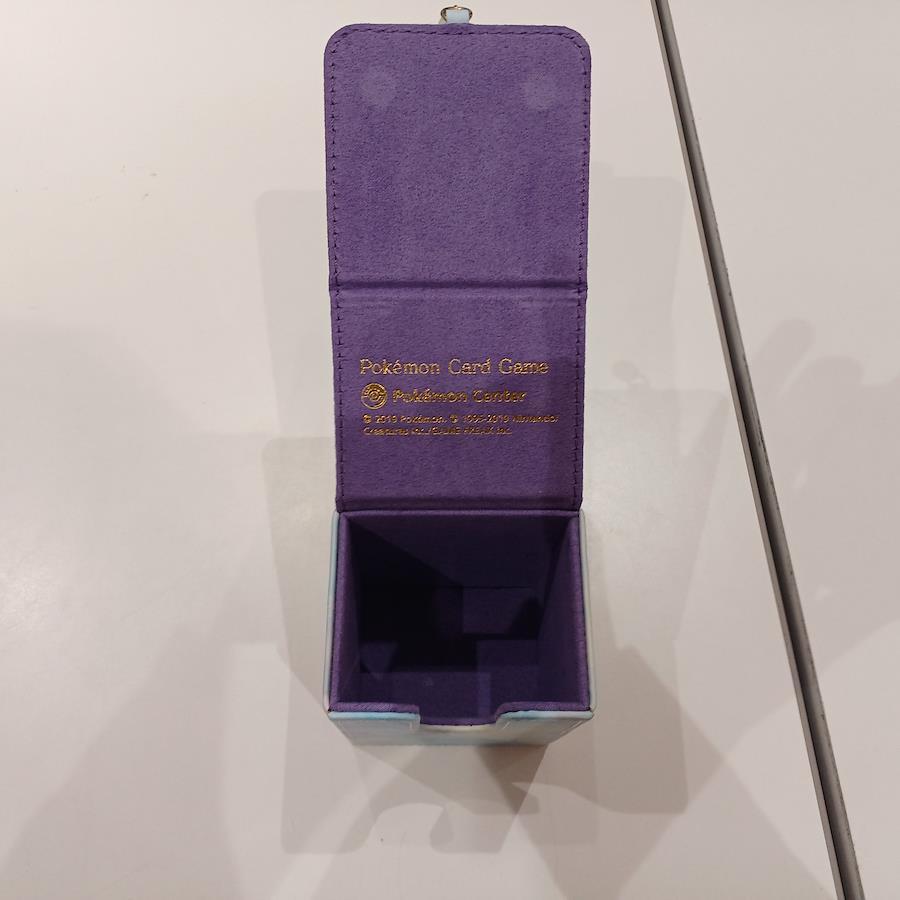 Pokémon Card Game
Pokémon Center
© 2019 Pokémon. © 1995-2019 Nintendo/
Creatures Inc./GAME FREAK inc.